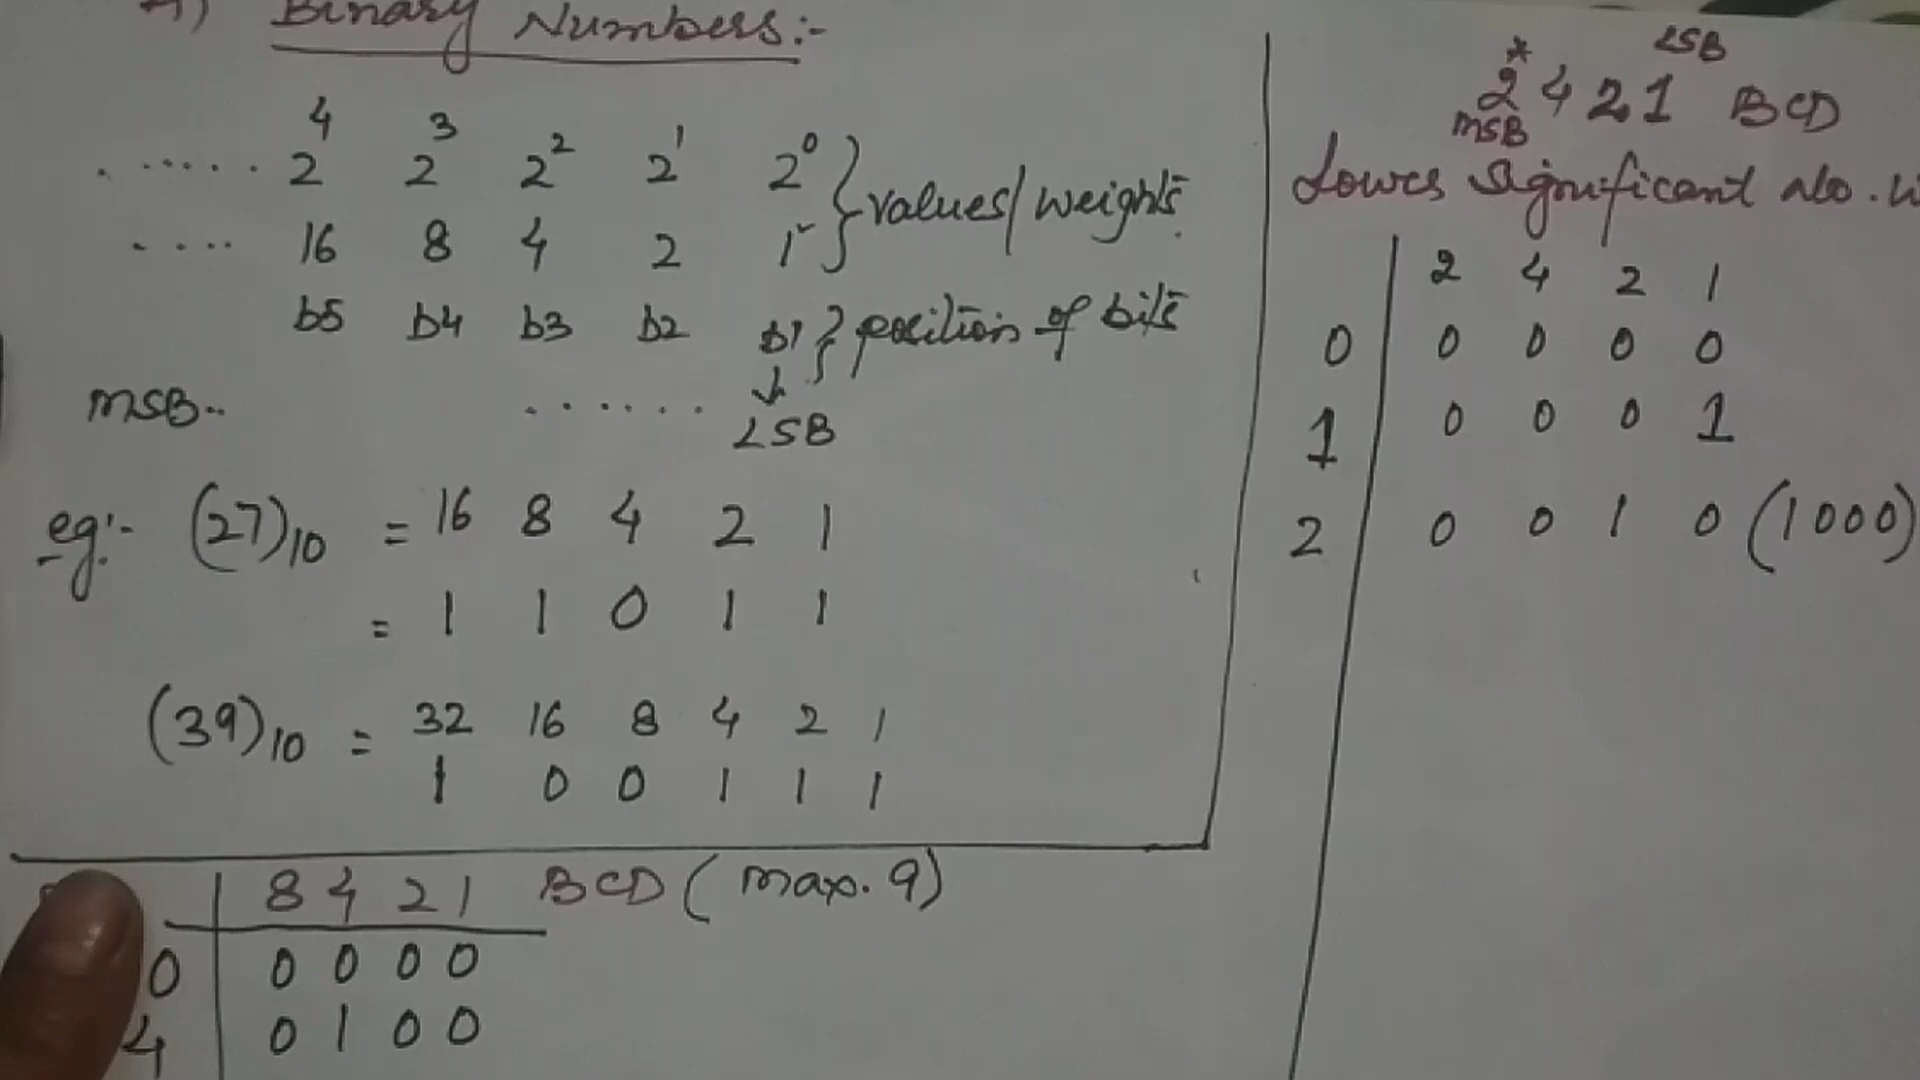 Binary Numbers:-
..... 2^4 2^3 2^2 2^1 2^0 } values/weights
.... 16 8 4 2 1
b5 b4 b3 b2 b1 } position of bits
MSB.. ...... LSB
eg:- (27)10 = 16 8 4 2 1
= 1 1 0 1 1
(39)10 = 32 16 8 4 2 1
1 0 0 1 1 1
8 4 2 1 BCD (max. 9)
0 0 0 0 0
4 0 1 0 0
LSB
2* 4 2 1 BCD
MSB
Lowes Significant
2 4 2 1
0 0 0 0 0
1 0 0 0 1
2 0 0 1 0 (1000)